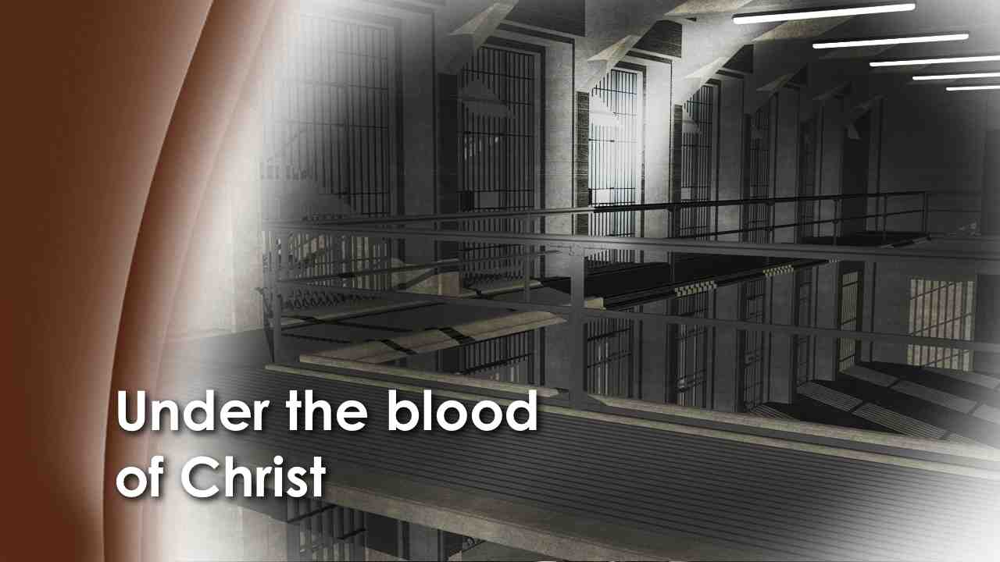 Under the blood
of Christ